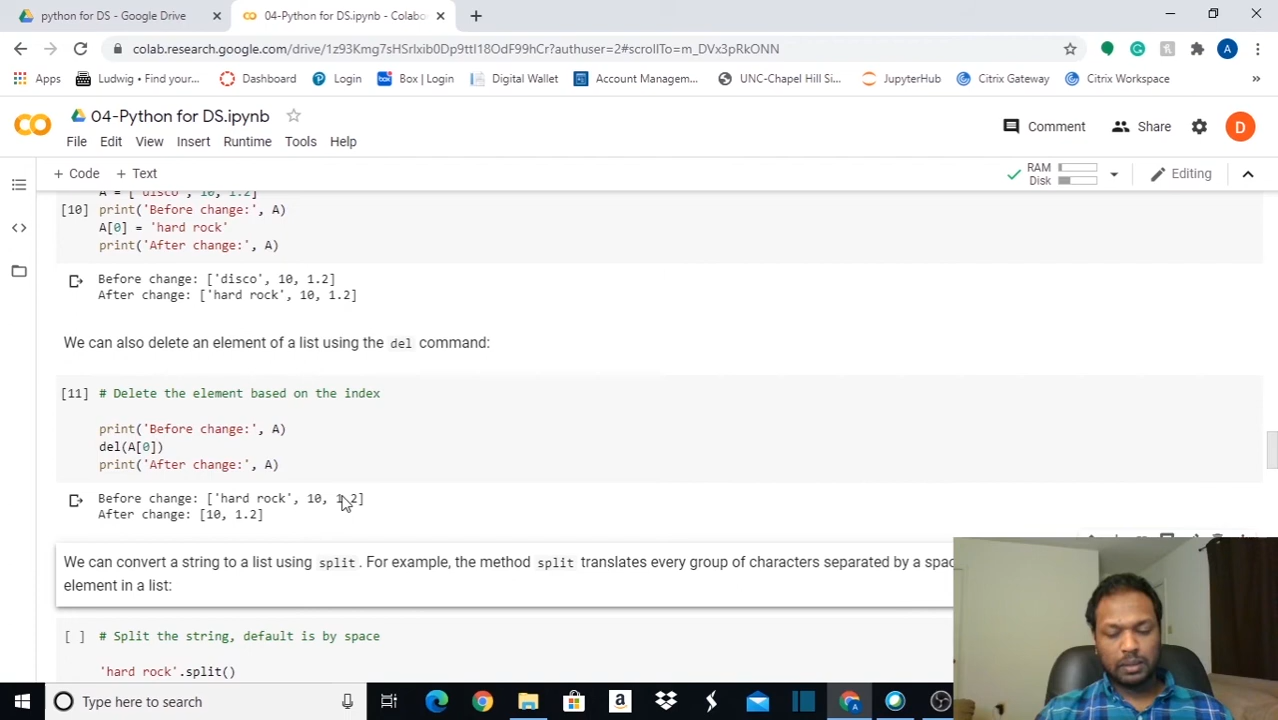 python for DS - Google Drive
04-Python for DS.ipynb - Colabo
colab.research.google.com/drive/1z93Kmg7sHSrlxib0Dp9ttl18OdF99hCr?authuser=2#scrollTo=m_DVx3pRkONN
A
Apps
Ludwig • Find your...
Dashboard
Login
box
Box | Login
Digital Wallet
Account Managem...
UNC-Chapel Hill Si...
JupyterHub
Citrix Gateway
Citrix Workspace
»
CO
04-Python for DS.ipynb
Comment
Share
D
File Edit View Insert Runtime Tools Help
+ Code + Text
RAM
Disk
Editing
A = ['disco', 10, 1.2]
[10] print('Before change:', A)
A[0] = 'hard rock'
print('After change:', A)
Before change: ['disco', 10, 1.2]
After change: ['hard rock', 10, 1.2]
We can also delete an element of a list using the del command:
[11] # Delete the element based on the index
print('Before change:', A)
del(A[0])
print('After change:', A)
Before change: ['hard rock', 10, 1.2]
After change: [10, 1.2]
We can convert a string to a list using split. For example, the method split translates every group of characters separated by a spac
element in a list:
[ ] # Split the string, default is by space
'hard rock'.split()
Type here to search